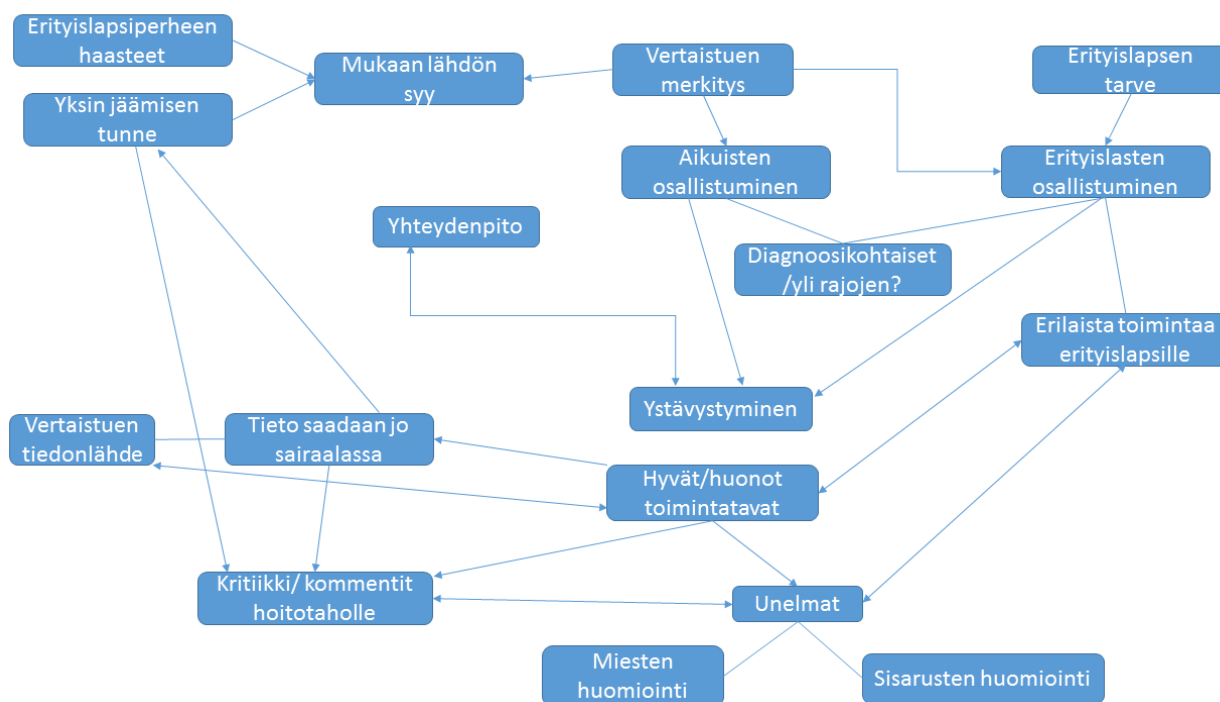 Erityislapsiperheen
haasteet
Mukaan lähdön
syy
Vertaistuen
merkitys
Erityislapsen
tarve
Yksin jäämisen
tunne
Aikuisten
osallistuminen
Erityislasten
osallistuminen
Yhteydenpito
Diagnoosikohtaiset
/yli rajojen?
Erilaista toimintaa
erityislapsille
Ystävystyminen
Vertaistuen
tiedonlähde
Tieto saadaan jo
sairaalassa
Hyvät/huonot
toimintatavat
Kritiikki/ kommentit
hoitotaholle
Unelmat
Miesten
huomiointi
Sisarusten huomiointi